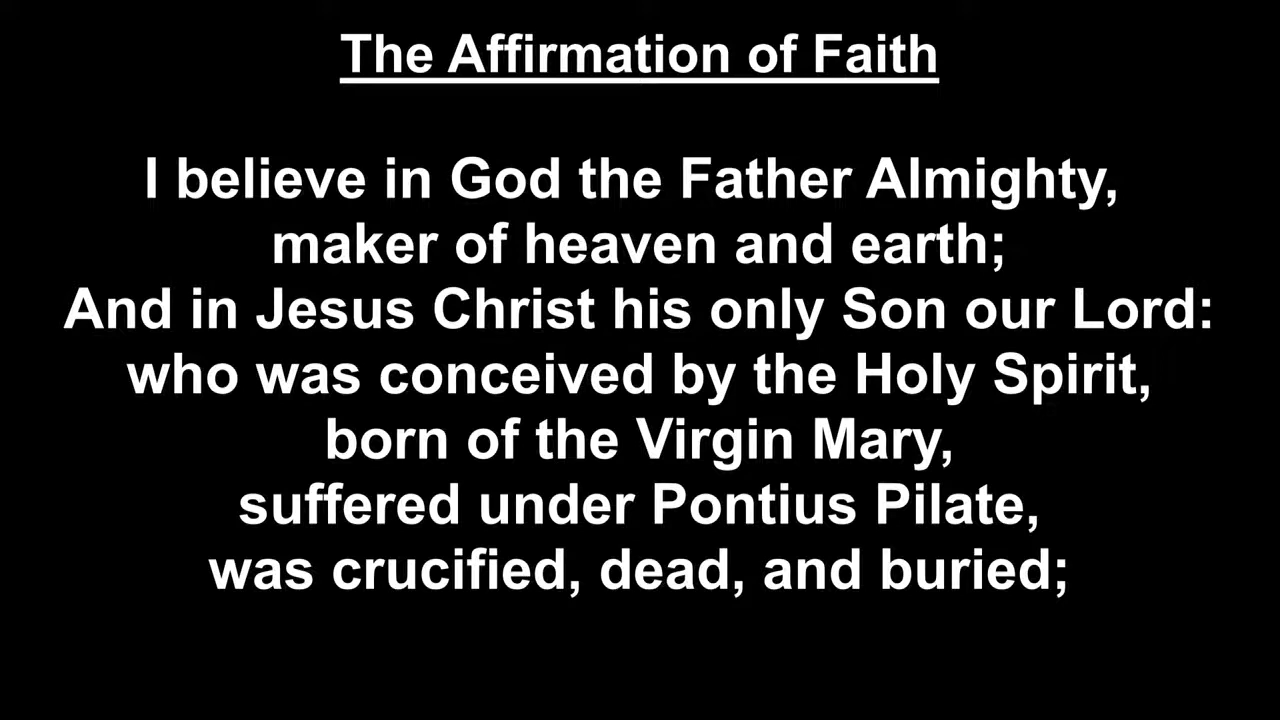 The Affirmation of Faith
I believe in God the Father Almighty,
maker of heaven and earth;
And in Jesus Christ his only Son our Lord:
who was conceived by the Holy Spirit,
born of the Virgin Mary,
suffered under Pontius Pilate,
was crucified, dead, and buried;